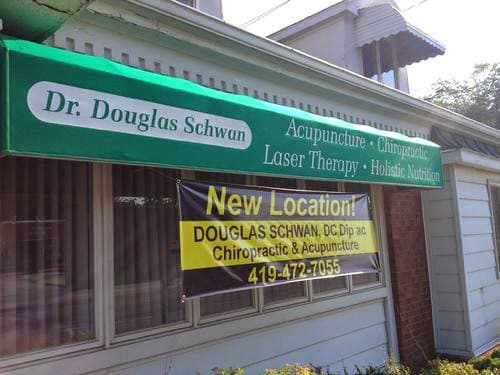 Dr. Douglas Schwan
Acupuncture • Chiropractic
Laser Therapy • Holistic Nutrition
New Location!
DOUGLAS SCHWAN, DC.Dip ac
Chiropractic & Acupuncture
419-472-7055